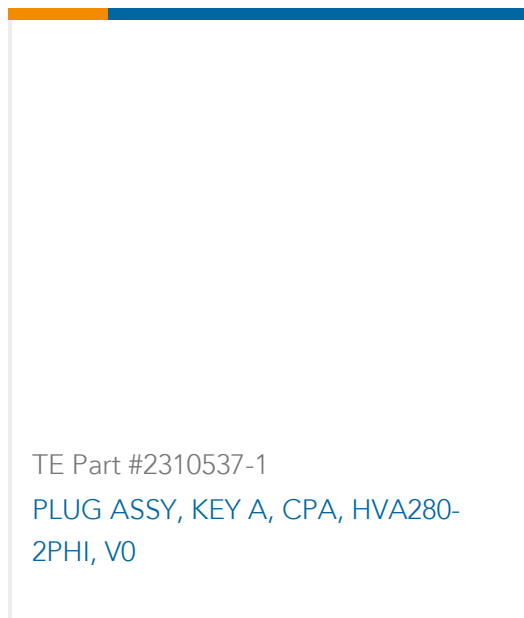 TE Part #2310537-1
PLUG ASSY, KEY A, CPA, HVA280-
2PHI, V0